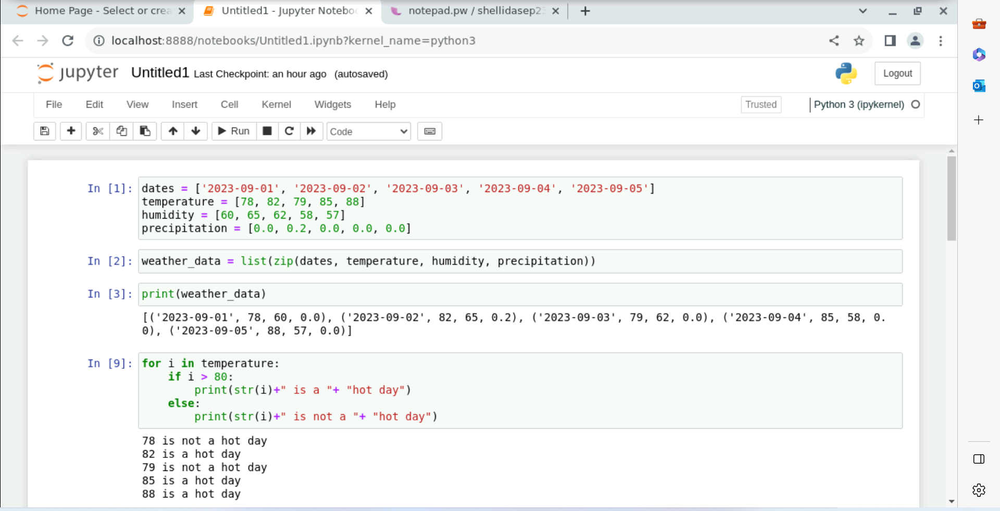 Home Page - Select or crea
Untitled1 - Jupyter Noteboo
notepad.pw / shellidasep23
localhost:8888/notebooks/Untitled1.ipynb?kernel_name=python3
jupyter Untitled1 Last Checkpoint: an hour ago (autosaved)
Logout
File Edit View Insert Cell Kernel Widgets Help
Trusted
Python 3 (ipykernel)
Run
Code
In [1]: dates = ['2023-09-01', '2023-09-02', '2023-09-03', '2023-09-04', '2023-09-05']
temperature = [78, 82, 79, 85, 88]
humidity = [60, 65, 62, 58, 57]
precipitation = [0.0, 0.2, 0.0, 0.0, 0.0]
In [2]: weather_data = list(zip(dates, temperature, humidity, precipitation))
In [3]: print(weather_data)
[('2023-09-01', 78, 60, 0.0), ('2023-09-02', 82, 65, 0.2), ('2023-09-03', 79, 62, 0.0), ('2023-09-04', 85, 58, 0.
0), ('2023-09-05', 88, 57, 0.0)]
In [9]: for i in temperature:
    if i > 80:
        print(str(i)+" is a "+ "hot day")
    else:
        print(str(i)+" is not a "+ "hot day")
78 is not a hot day
82 is a hot day
79 is not a hot day
85 is a hot day
88 is a hot day